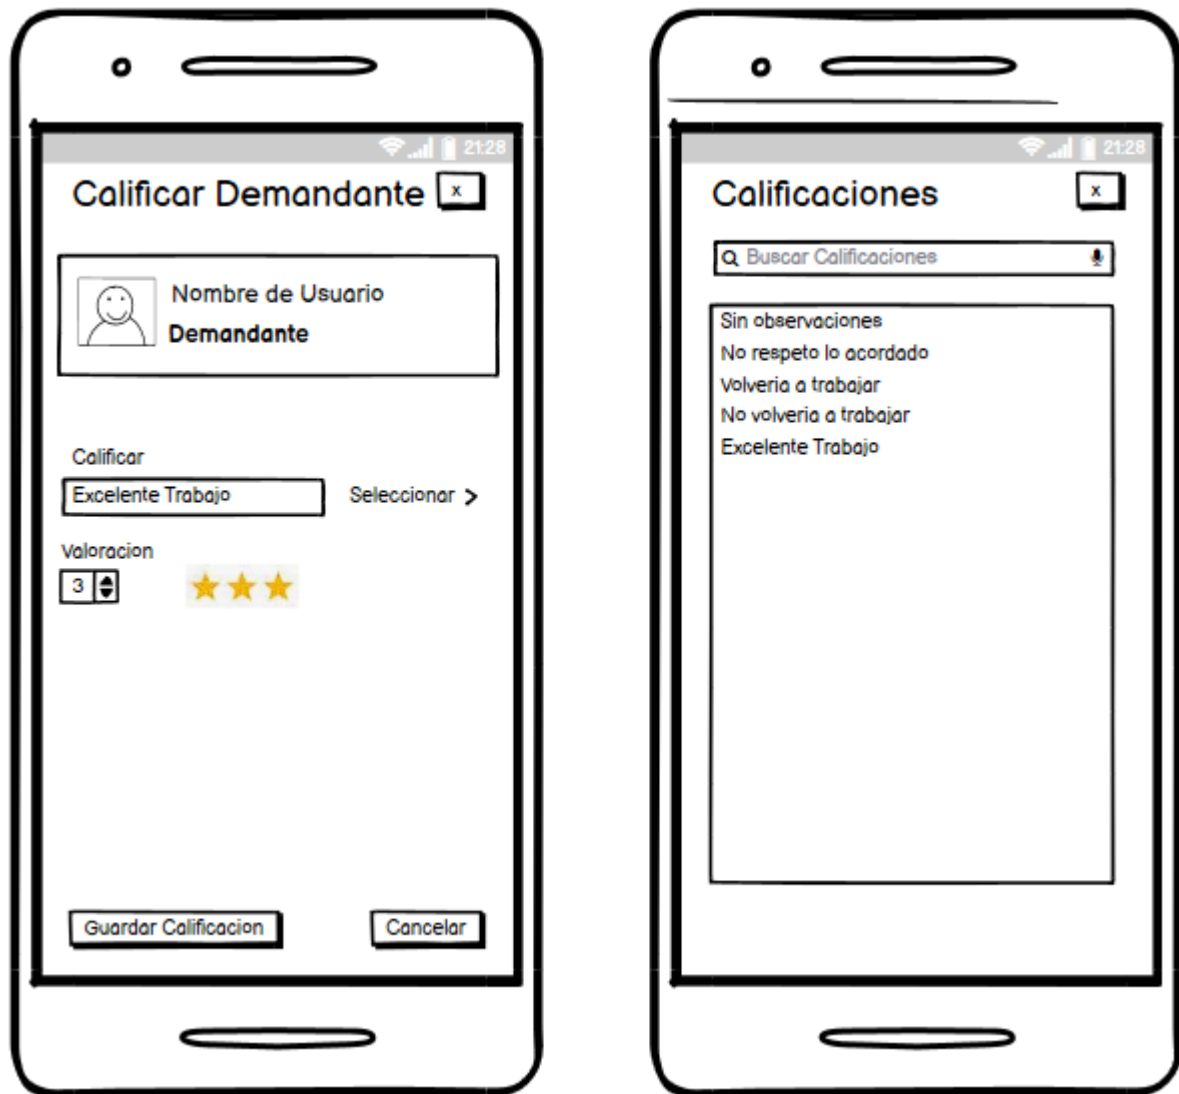 21:28
Calificar Demandante x
Nombre de Usuario
Demandante
Calificar
Excelente Trabajo Seleccionar >
Valoracion
3
Guardar Calificacion Cancelar
21:28
Calificaciones x
Buscar Calificaciones
Sin observaciones
No respeto lo acordado
Volveria a trabajar
No volveria a trabajar
Excelente Trabajo